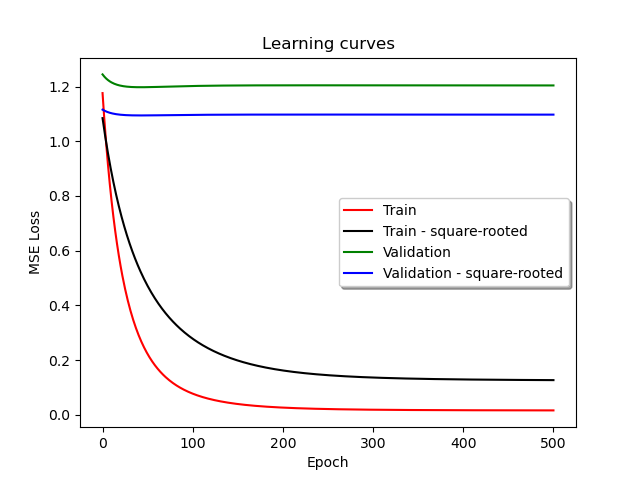 Learning curves
MSE Loss
1.2
1.0
0.8
0.6
0.4
0.2
0.0
Train
Train - square-rooted
Validation
Validation - square-rooted
0 100 200 300 400 500
Epoch